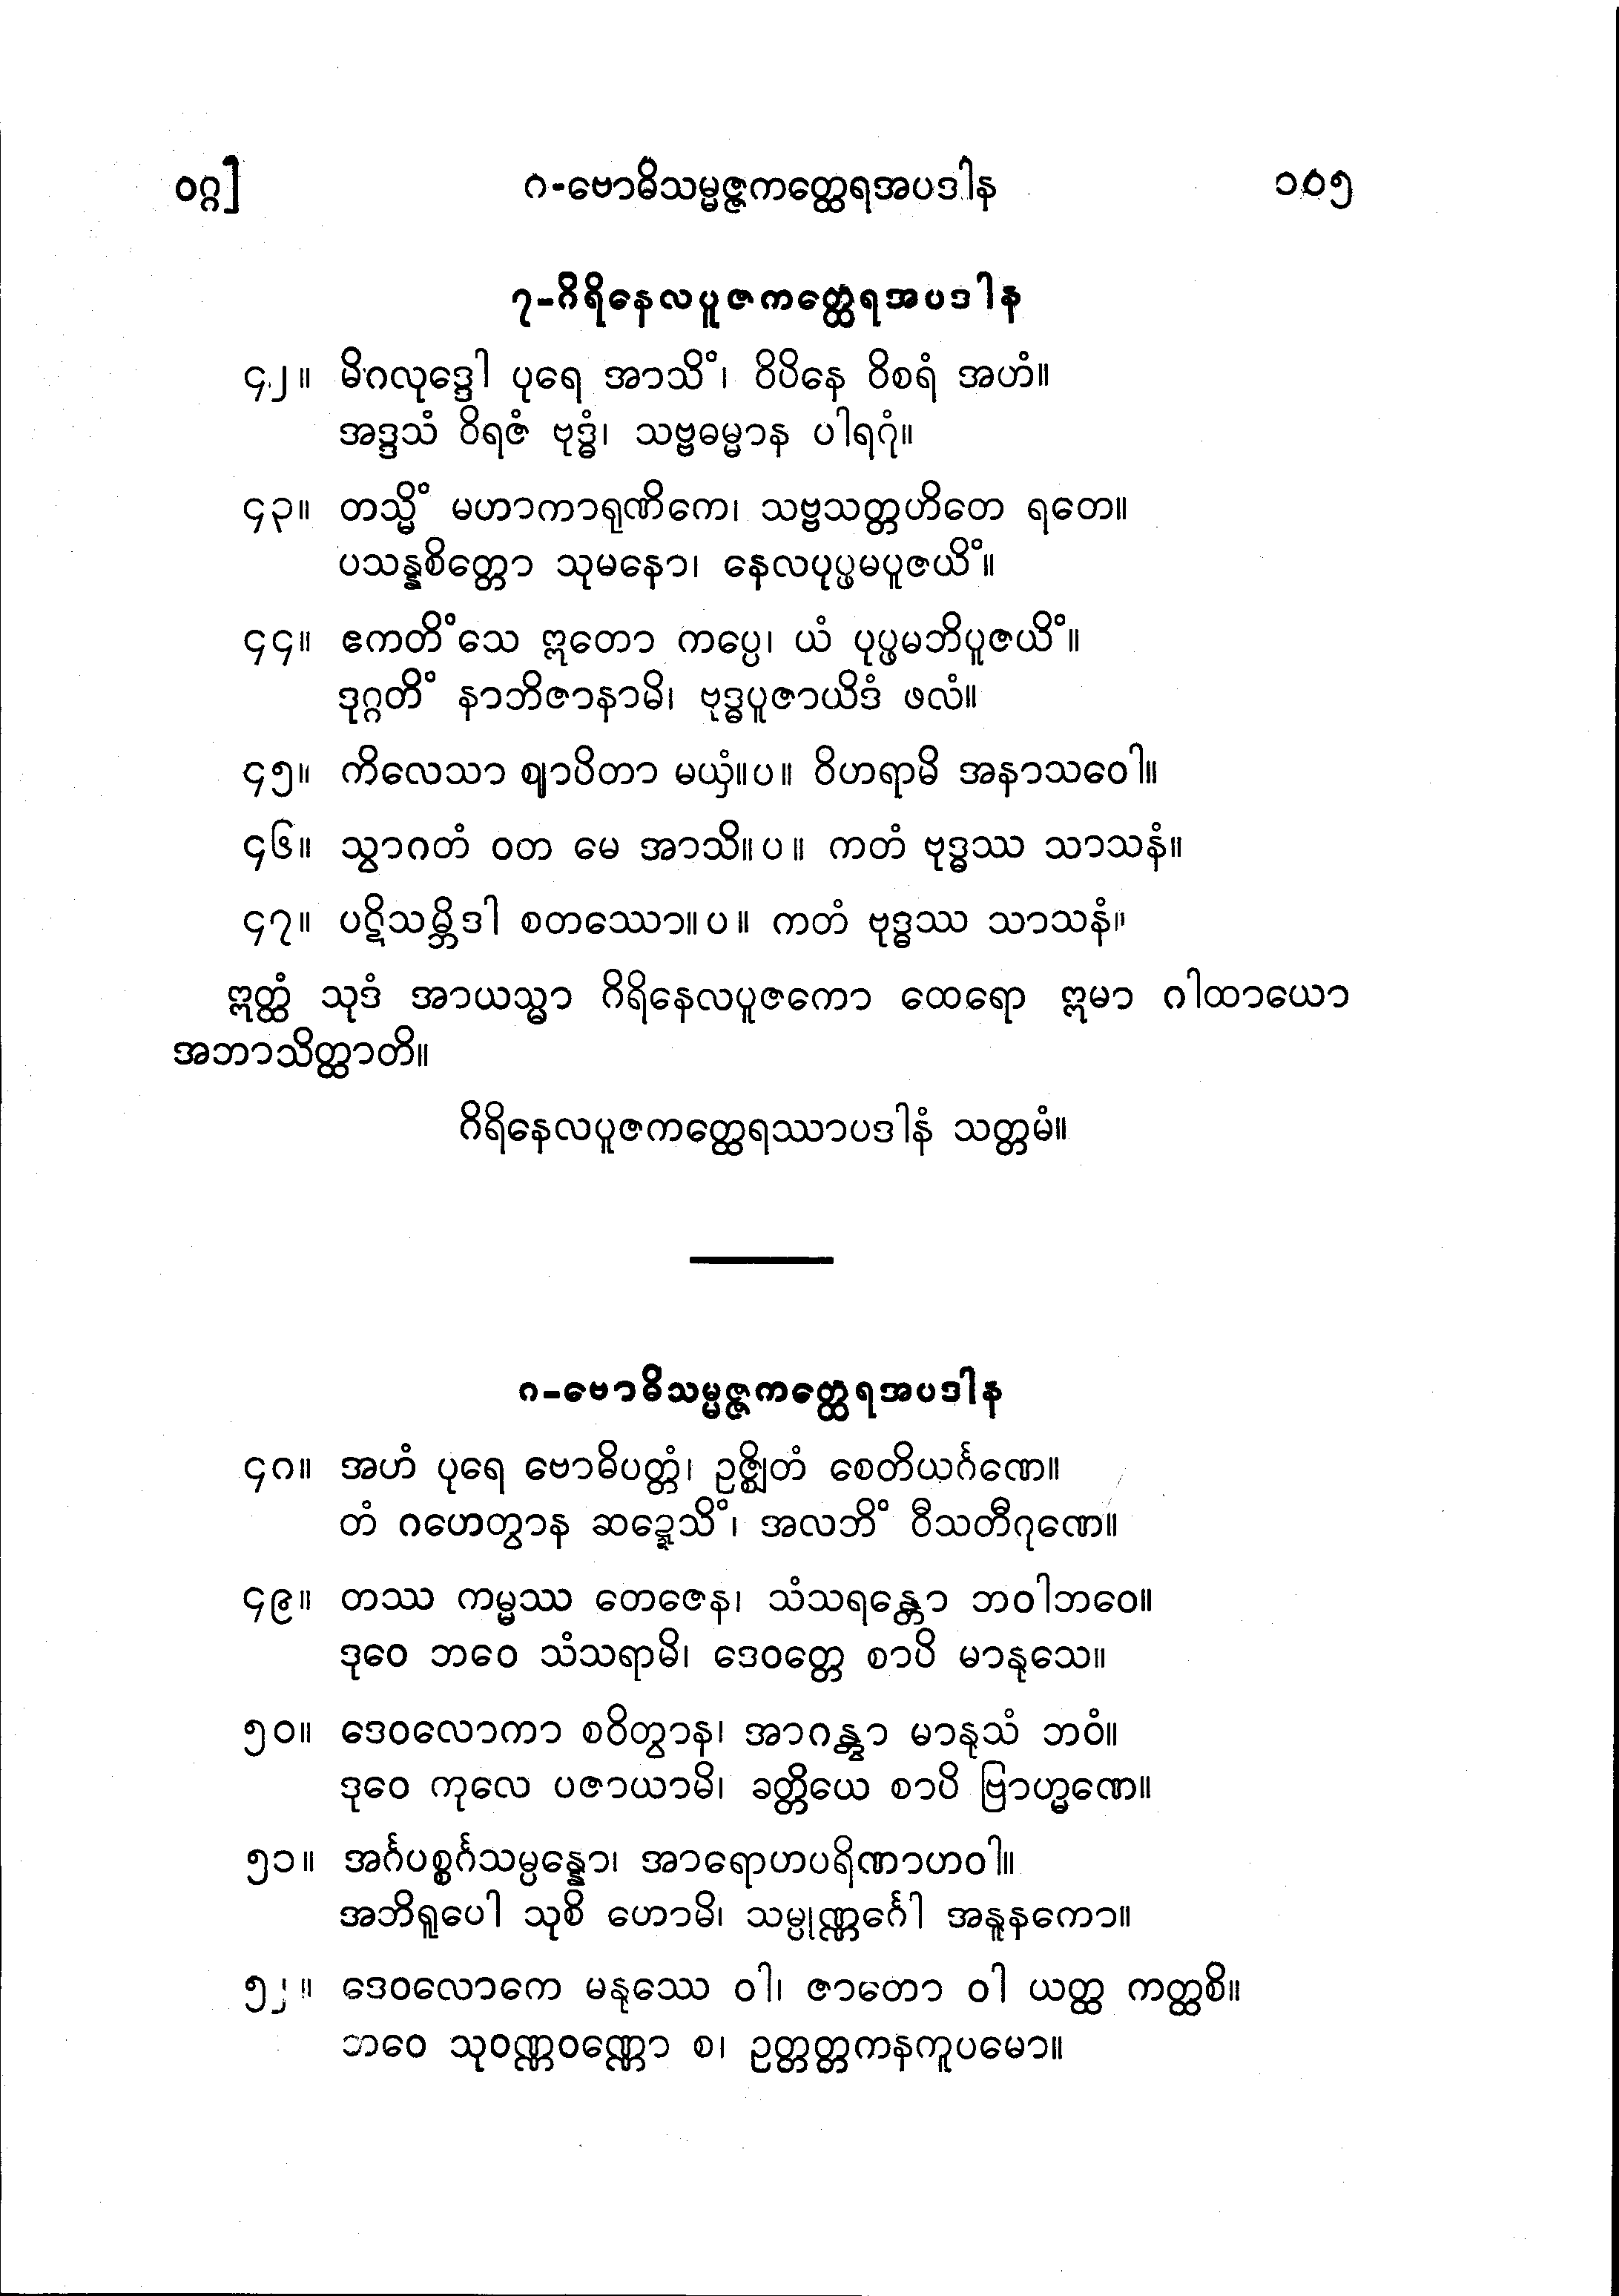 ဝဂ္ဂ]
ဂ-ဗောဓိသမ္မဇ္ဇကတ္ထေရအပဒါန
၁၀၅
၇-ဂိရိနေလပူဇကတ္ထေရအပဒါန
၄၂။ မိဂလုဒ္ဒေါ ပုရေ အာသိံ၊ ဝိပိနေ ဝိစရံ အဟံ။
အဒ္ဒသံ ဝိရဇံ ဗုဒ္ဓံ၊ သဗ္ဗဓမ္မာန ပါရဂုံ။
၄၃။ တသ္မိံ မဟာကာရုဏိကေ၊ သဗ္ဗသတ္တဟိတေ ရတေ။
ပသန္နစိတ္တော သုမနော၊ နေလပုပ္ဖမပူဇယိံ။
၄၄။ ဧကတိံသေ ဣတော ကပ္ပေ၊ ယံ ပုပ္ဖမဘိပူဇယိံ။
ဒုဂ္ဂတိံ နာဘိဇာနာမိ၊ ဗုဒ္ဓပူဇာယိဒံ ဖလံ။
၄၅။ ကိလေသာ ဈာပိတာ မယှံ။ပ။ ဝိဟရာမိ အနာသဝေါ။
၄၆။ သွာဂတံ ဝတ မေ အာသိ။ပ။ ကတံ ဗုဒ္ဓဿ သာသနံ။
၄၇။ ပဋိသမ္ဘိဒါ စတဿော။ပ။ ကတံ ဗုဒ္ဓဿ သာသနံ။
ဣတ္ထံ သုဒံ အာယသ္မာ ဂိရိနေလပူဇကော ထေရော ဣမာ ဂါထာယော
အဘာသိတ္ထာတိ။
ဂိရိနေလပူဇကတ္ထေရဿာပဒါနံ သတ္တမံ။
ဂ-ဗောဓိသမ္မဇ္ဇကတ္ထေရအပဒါန
၄ဂ။ အဟံ ပုရေ ဗောဓိပတ္တံ၊ ဥဇ္ဈိတံ စေတိယင်္ဂဏေ။
တံ ဂဟေတွာန ဆဍ္ဍေသိံ၊ အလဘိံ ဝီသတီဂုဏေ။
၄၉။ တဿ ကမ္မဿ တေဇေန၊ သံသရန္တော ဘဝါဘဝေ။
ဒုဝေ ဘဝေ သံသရာမိ၊ ဒေဝတ္တေ စာပိ မာနုသေ။
၅၀။ ဒေဝလောကာ စဝိတွာန၊ အာဂန္တွာ မာနုသံ ဘဝံ။
ဒုဝေ ကုလေ ပဇာယာမိ၊ ခတ္တိယေ စာပိ ဗြာဟ္မဏေ။
၅၁။ အင်္ဂပစ္စင်္ဂသမ္ပန္နော၊ အာရောဟပရိဏာဟဝါ။
အဘိရူပေါ သုစိ ဟောမိ၊ သမ္ပုဏ္ဏင်္ဂေါ အနူနကော။
၅၂။ ဒေဝလောကေ မနုဿေ ဝါ၊ ဇာတော ဝါ ယတ္ထ ကတ္ထစိ။
ဘဝေ သုဝဏ္ဏဝဏ္ဏော စ၊ ဥတ္တတ္တကနကူပမော။